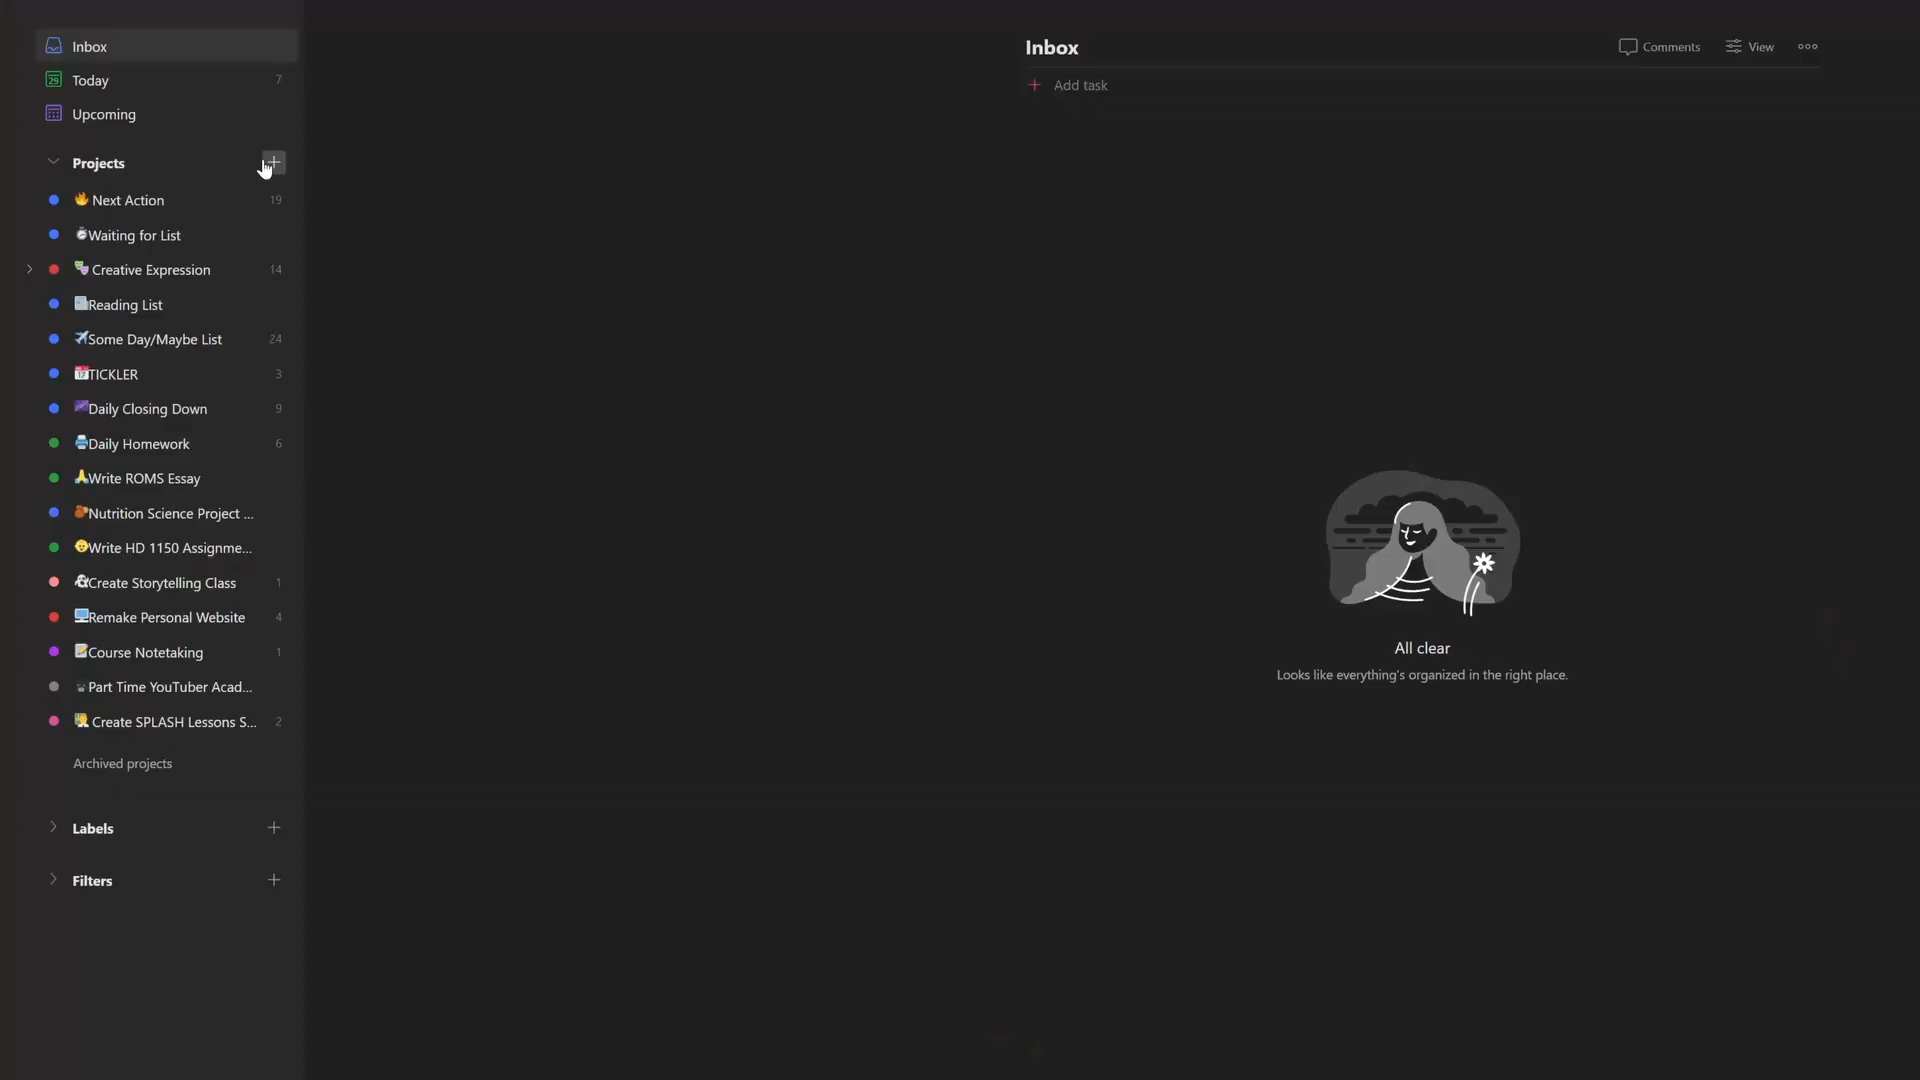 Inbox
Today 7
Upcoming
Projects
Next Action 19
Waiting for List
Creative Expression 14
Reading List
Some Day/Maybe List 24
TICKLER 3
Daily Closing Down 9
Daily Homework 6
Write ROMS Essay
Nutrition Science Project ...
Write HD 1150 Assignme...
Create Storytelling Class 1
Remake Personal Website 4
Course Notetaking 1
Part Time YouTuber Acad...
Create SPLASH Lessons S... 2
Archived projects
Labels
Filters
Inbox
Comments View
Add task
All clear
Looks like everything's organized in the right place.